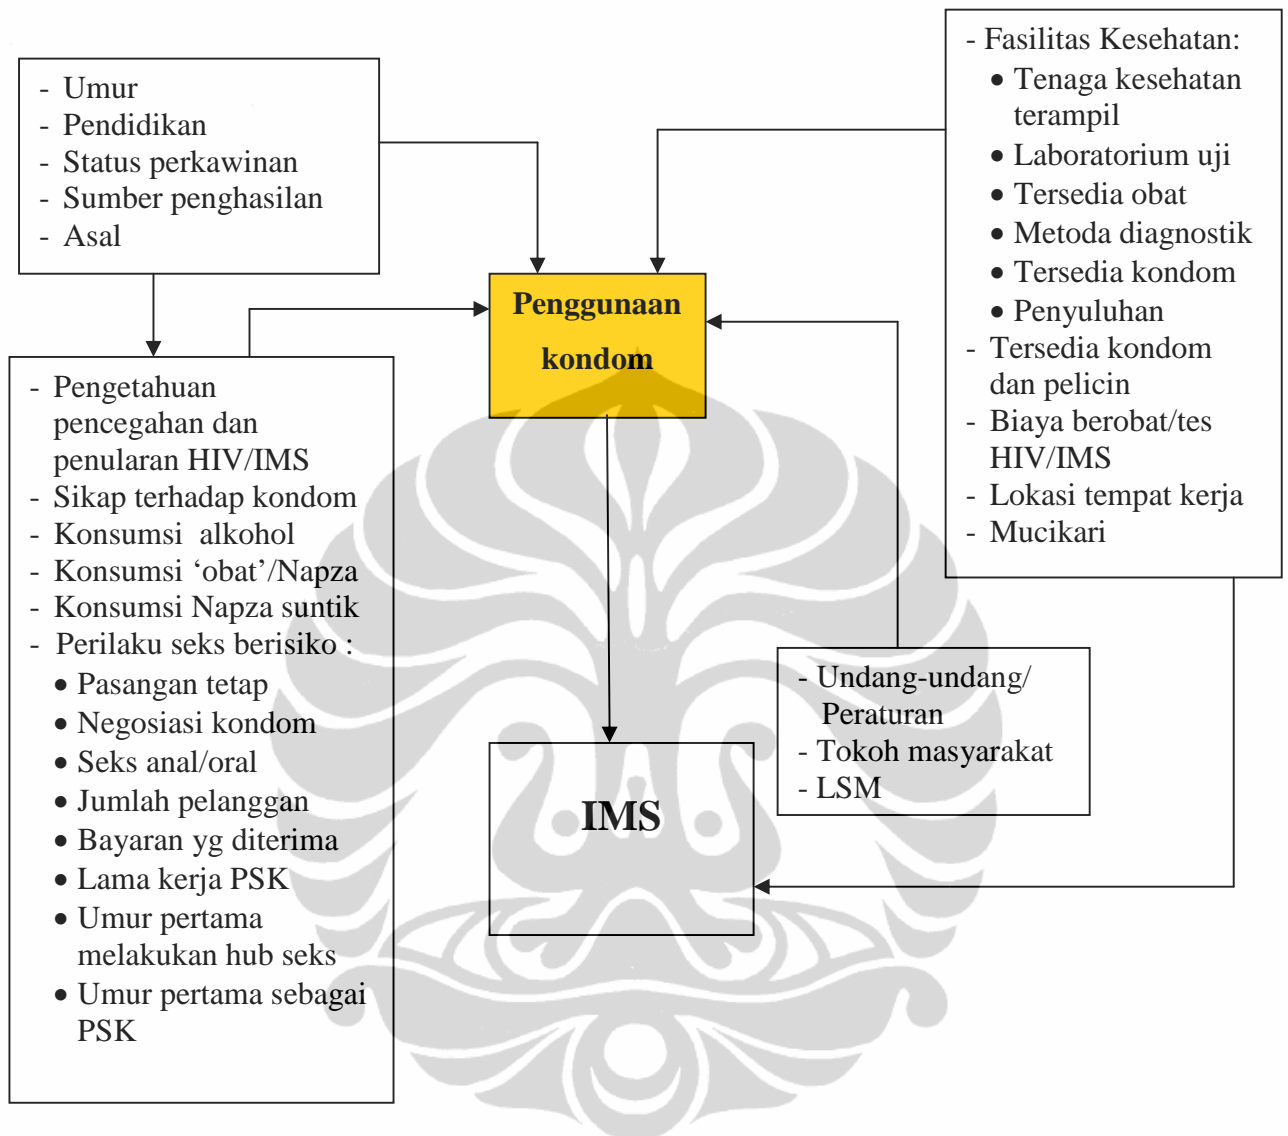 - Umur
- Pendidikan
- Status perkawinan
- Sumber penghasilan
- Asal
- Fasilitas Kesehatan:
• Tenaga kesehatan
terampil
• Laboratorium uji
• Tersedia obat
• Metoda diagnostik
• Tersedia kondom
• Penyuluhan
- Tersedia kondom
dan pelicin
- Biaya berobat/tes
HIV/IMS
- Lokasi tempat kerja
- Mucikari
Penggunaan
kondom
- Pengetahuan
pencegahan dan
penularan HIV/IMS
- Sikap terhadap kondom
- Konsumsi alkohol
- Konsumsi ‘obat’/Napza
- Konsumsi Napza suntik
- Perilaku seks berisiko :
• Pasangan tetap
• Negosiasi kondom
• Seks anal/oral
• Jumlah pelanggan
• Bayaran yg diterima
• Lama kerja PSK
• Umur pertama
melakukan hub seks
• Umur pertama sebagai
PSK
- Undang-undang/
Peraturan
- Tokoh masyarakat
- LSM
IMS